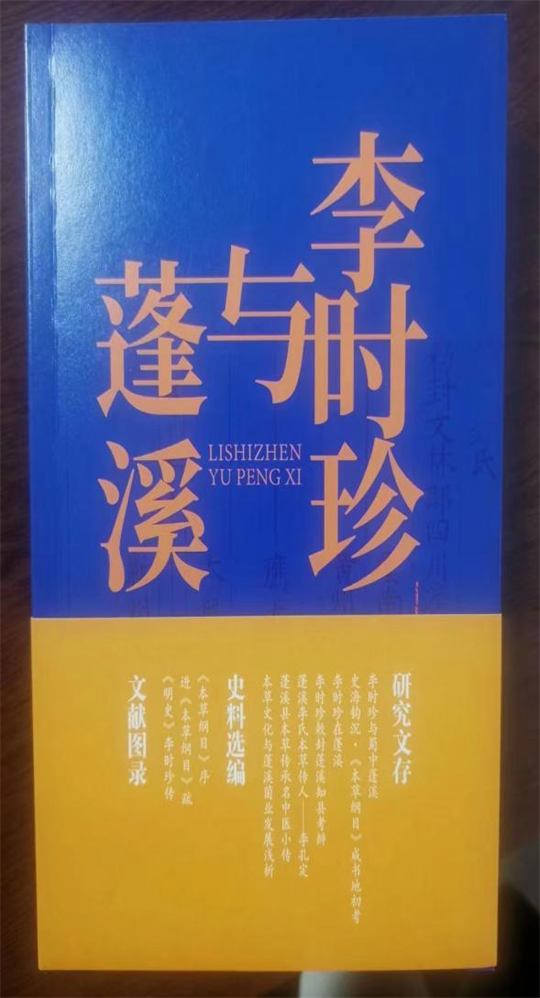 李时珍
与
蓬溪
LISHIZHEN
YU PENG XI
研究文存
李时珍与蜀中蓬溪
史海钩沉·《本草纲目》成书地初考
李时珍在蓬溪
李时珍敕封蓬溪知县考辨
蓬溪李氏本草传人——李孔定
蓬溪县本草传承名中医小传
本草文化与蓬溪菌业发展浅析
史料选编
《本草纲目》序
进《本草纲目》疏
《明史》李时珍传
文献图录